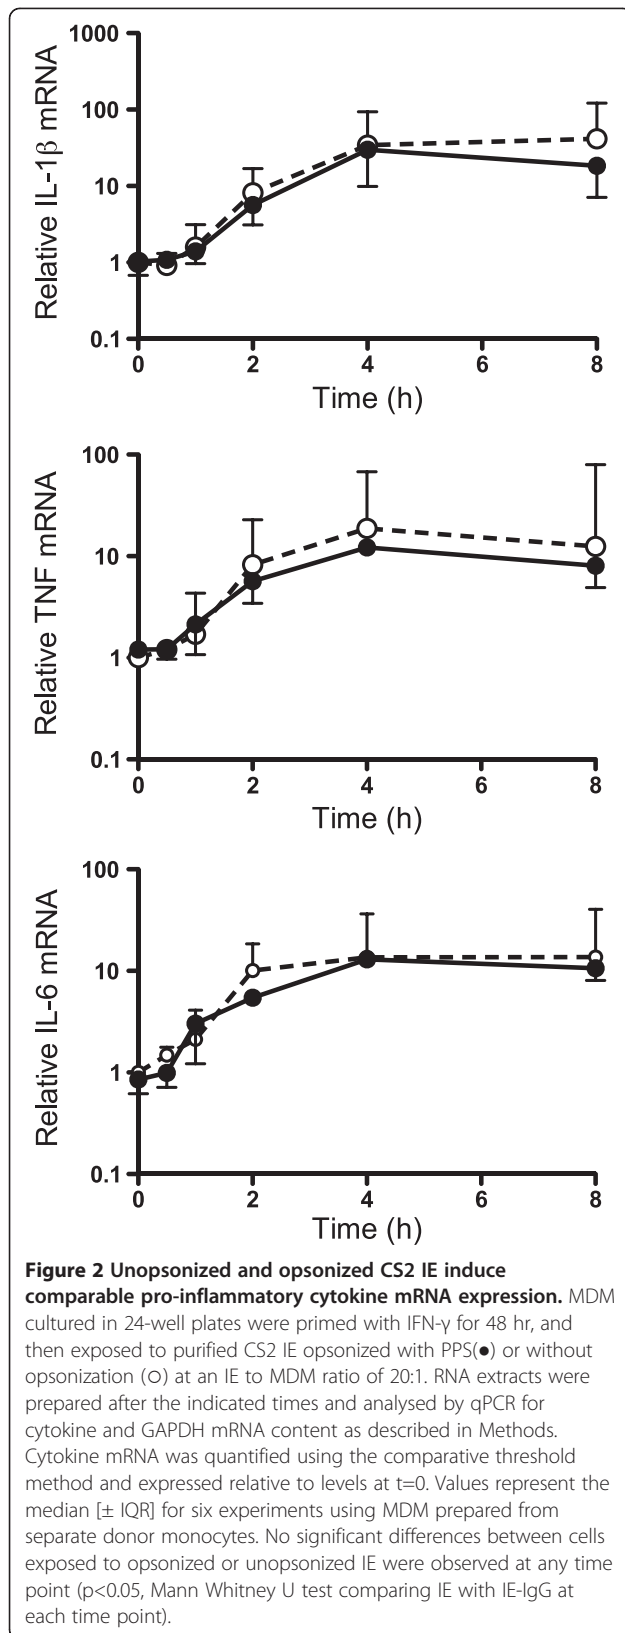 1000
100
10
1
0.1
Relative IL-1β mRNA
0 2 4 6 8
Time (h)
100
10
1
0.1
Relative TNF mRNA
0 2 4 6 8
Time (h)
100
10
1
0.1
Relative IL-6 mRNA
0 2 4 6 8
Time (h)
Figure 2 Unopsonized and opsonized CS2 IE induce
comparable pro-inflammatory cytokine mRNA expression. MDM
cultured in 24-well plates were primed with IFN-γ for 48 hr, and
then exposed to purified CS2 IE opsonized with PPS(●) or without
opsonization (○) at an IE to MDM ratio of 20:1. RNA extracts were
prepared after the indicated times and analysed by qPCR for
cytokine and GAPDH mRNA content as described in Methods.
Cytokine mRNA was quantified using the comparative threshold
method and expressed relative to levels at t=0. Values represent the
median [± IQR] for six experiments using MDM prepared from
separate donor monocytes. No significant differences between cells
exposed to opsonized or unopsonized IE were observed at any time
point (p<0.05, Mann Whitney U test comparing IE with IE-IgG at
each time point).